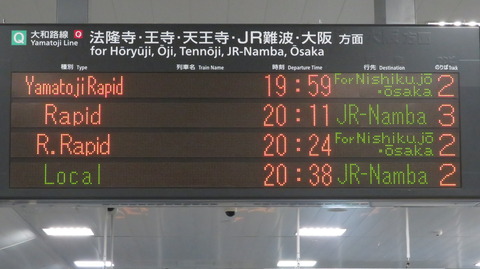 Q 大和路線 Q 法隆寺・王寺・天王寺・JR難波・大阪 方面
Yamatoji Line for Hōryūji, Ōji, Tennōji, JR-Namba, Ōsaka
種別 Type 列車名 Train Name 時刻 Departure Time 行先 Destination のりば Track
Yamatoji Rapid 19:59 For Nishikujō・ōsaka 2
Rapid 20:11 JR-Namba 3
R. Rapid 20:24 For Nishikujō・ōsaka 2
Local 20:38 JR-Namba 2